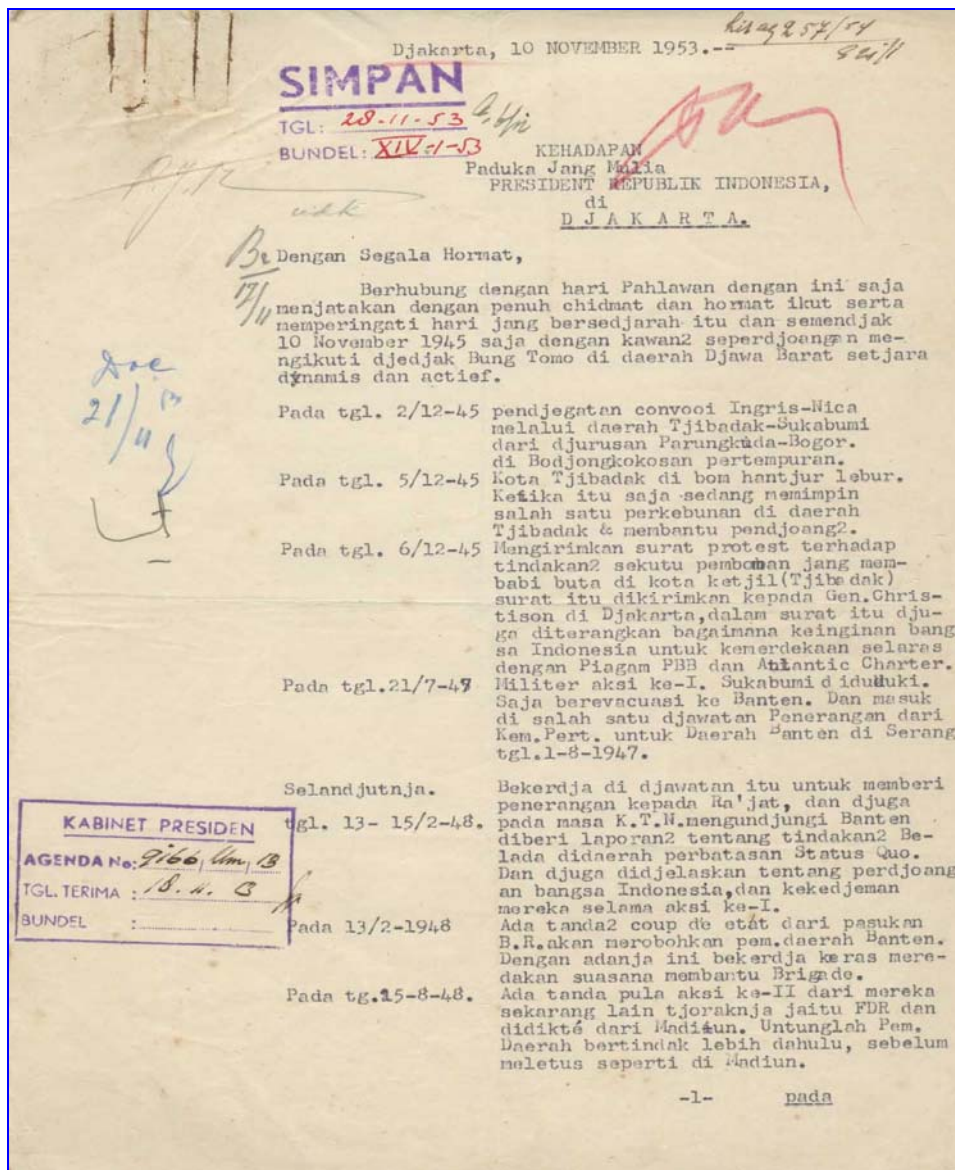 Djakarta, 10 NOVEMBER 1953.--
SIMPAN
TGL: 28-11-53
BUNDEL: XIV-1-53
KEHADAPAN
Paduka Jang Mulia
PRESIDENT REPUBLIK INDONESIA,
di
D J A K A R T A.
Dengan Segala Hormat,
Berhubung dengan hari Pahlawan dengan ini saja
menjatakan dengan penuh chidmat dan hormat ikut serta
memperingati hari jang bersedjarah itu dan semendjak
10 November 1945 saja dengan kawan2 seperdjoangan me-
ngikuti djedjak Bung Tomo di daerah Djawa Barat setjara
dynamis dan actief.
Doc
21/11
17/11
Pada tgl. 2/12-45 pendjegatan convooi Ingris-Nica
melalui daerah Tjibadak-Sukabumi
dari djurusan Parungkuda-Bogor.
di Bodjongkokosan pertempuran.
Pada tgl. 5/12-45 Kota Tjibadak di bom hantjur lebur.
Ketika itu saja sedang memimpin
salah satu perkebunan di daerah
Tjibadak & membantu pendjoang2.
Pada tgl. 6/12-45 Mengirimkan surat protest terhadap
tindakan2 sekutu pemboman jang mem-
babi buta di kota ketjil(Tjibadak)
surat itu dikirimkan kepada Gen.Chris-
tison di Djakarta,dalam surat itu dju-
ga diterangkan bagaimana keinginan bang
sa Indonesia untuk kemerdekaan selaras
dengan Piagam PBB dan Atlantic Charter.
Pada tgl.21/7-47 Militer aksi ke-I. Sukabumi d iduduki.
Saja berevacuasi ke Banten. Dan masuk
di salah satu djawatan Penerangan dari
Kem.Pert. untuk Daerah Banten di Serang
tgl.1-8-1947.
Selandjutnja. Bekerdja di djawatan itu untuk memberi
penerangan kepada Ra'jat, dan djuga
tgl. 13- 15/2-48. pada masa K.T.N.mengundjungi Banten
diberi laporan2 tentang tindakan2 Be-
lada didaerah perbatasan Status Quo.
Dan djuga didjelaskan tentang perdjoang
an bangsa Indonesia,dan kekedjeman
mereka selama aksi ke-I.
Pada 13/2-1948 Ada tanda2 coup de etát dari pasukan
B.R.akan merobohkan pem.daerah Banten.
Dengan adanja ini bekerdja keras mere-
dakan suasana membantu Brigade.
Pada tg.15-8-48. Ada tanda pula aksi ke-II dari mereka
sekarang lain tjoraknja jaitu FDR dan
didikté dari Madiun. Untunglah Pem.
Daerah bertindak lebih dahulu, sebelum
meletus seperti di Madiun.
KABINET PRESIDEN
AGENDA No:
TGL. TERIMA : 18. 11.
BUNDEL :
-1- pada